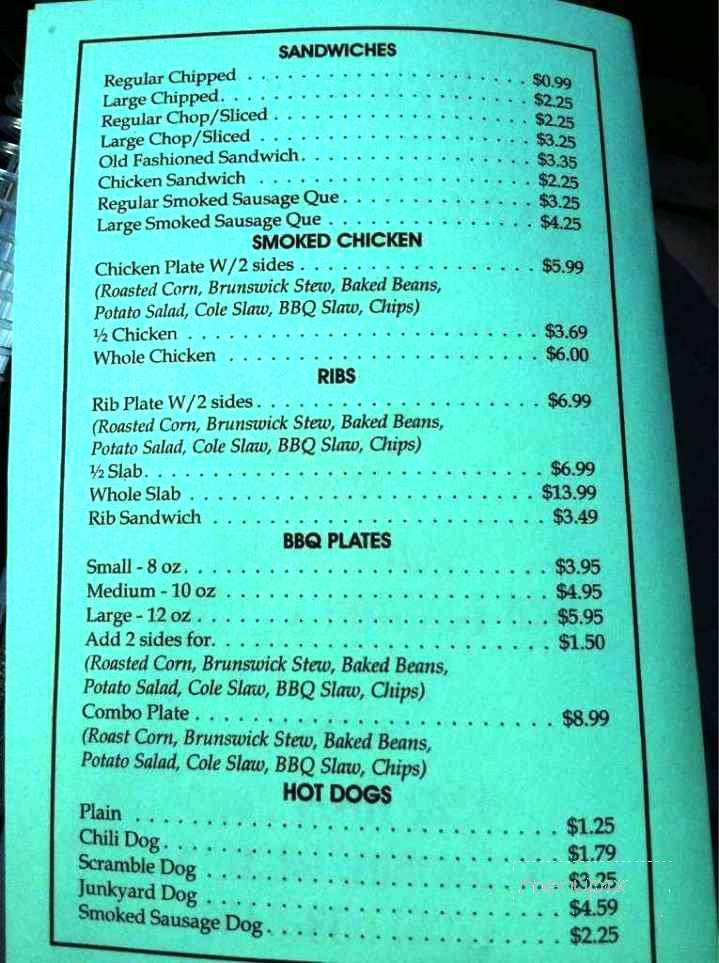 SANDWICHES
Regular Chipped . . . . . . . . . . . . . . . . . . . . $0.99
Large Chipped. . . . . . . . . . . . . . . . . . . . . . $2.25
Regular Chop/Sliced . . . . . . . . . . . . . . . . . . $2.25
Large Chop/Sliced . . . . . . . . . . . . . . . . . . . $3.25
Old Fashioned Sandwich. . . . . . . . . . . . . . . . . $3.35
Chicken Sandwich . . . . . . . . . . . . . . . . . . . . $2.25
Regular Smoked Sausage Que . . . . . . . . . . . . . . $3.25
Large Smoked Sausage Que . . . . . . . . . . . . . . . $4.25
SMOKED CHICKEN
Chicken Plate W/2 sides . . . . . . . . . . . . . . . . . $5.99
(Roasted Corn, Brunswick Stew, Baked Beans,
Potato Salad, Cole Slaw, BBQ Slaw, Chips)
½ Chicken . . . . . . . . . . . . . . . . . . . . . . . . . $3.69
Whole Chicken . . . . . . . . . . . . . . . . . . . . . . $6.00
RIBS
Rib Plate W/2 sides . . . . . . . . . . . . . . . . . . . . $6.99
(Roasted Corn, Brunswick Stew, Baked Beans,
Potato Salad, Cole Slaw, BBQ Slaw, Chips)
½ Slab. . . . . . . . . . . . . . . . . . . . . . . . . . . . $6.99
Whole Slab . . . . . . . . . . . . . . . . . . . . . . . . $13.99
Rib Sandwich . . . . . . . . . . . . . . . . . . . . . . . $3.49
BBQ PLATES
Small - 8 oz. . . . . . . . . . . . . . . . . . . . . . . . . $3.95
Medium - 10 oz . . . . . . . . . . . . . . . . . . . . . . $4.95
Large - 12 oz . . . . . . . . . . . . . . . . . . . . . . . . $5.95
Add 2 sides for. . . . . . . . . . . . . . . . . . . . . . . $1.50
(Roasted Corn, Brunswick Stew, Baked Beans,
Potato Salad, Cole Slaw, BBQ Slaw, Chips)
Combo Plate . . . . . . . . . . . . . . . . . . . . . . . . $8.99
(Roast Corn, Brunswick Stew, Baked Beans,
Potato Salad, Cole Slaw, BBQ Slaw, Chips)
HOT DOGS
Plain . . . . . . . . . . . . . . . . . . . . . . . . . . . . . $1.25
Chili Dog. . . . . . . . . . . . . . . . . . . . . . . . . . . $1.79
Scramble Dog . . . . . . . . . . . . . . . . . . . . . . . $3.25
Junkyard Dog . . . . . . . . . . . . . . . . . . . . . . . $4.59
Smoked Sausage Dog. . . . . . . . . . . . . . . . . . . $2.25